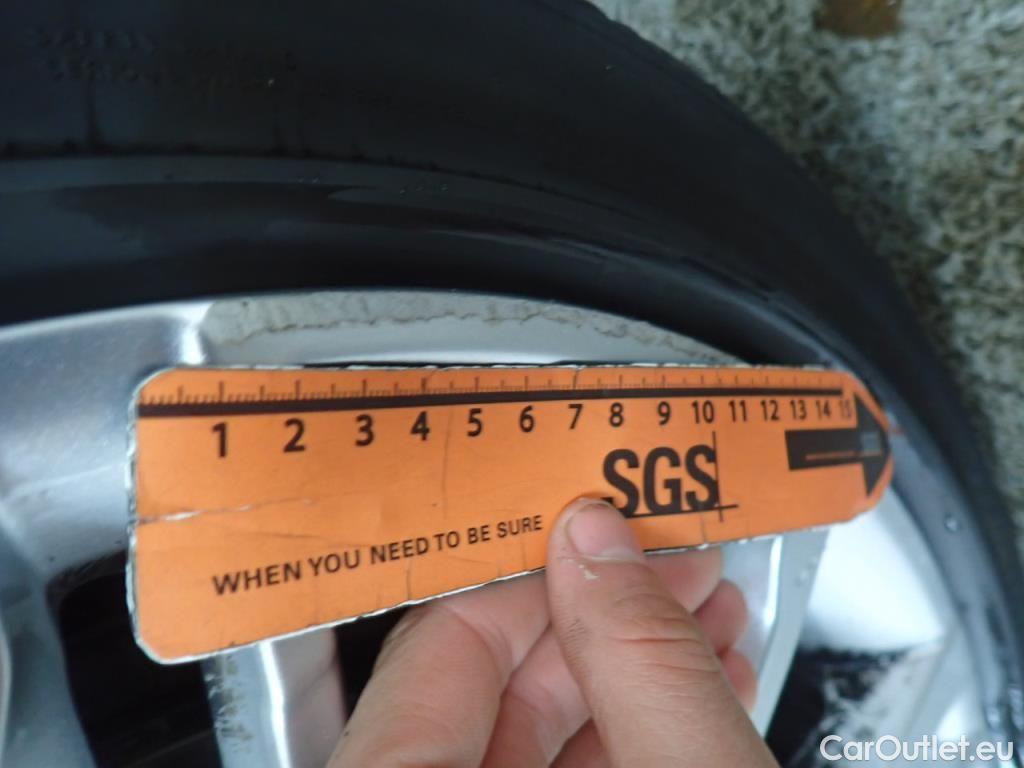 1 2 3 4 5 6 7 8 9 10 11 12 13 14 15
SGS
WHEN YOU NEED TO BE SURE
CarOutlet.eu